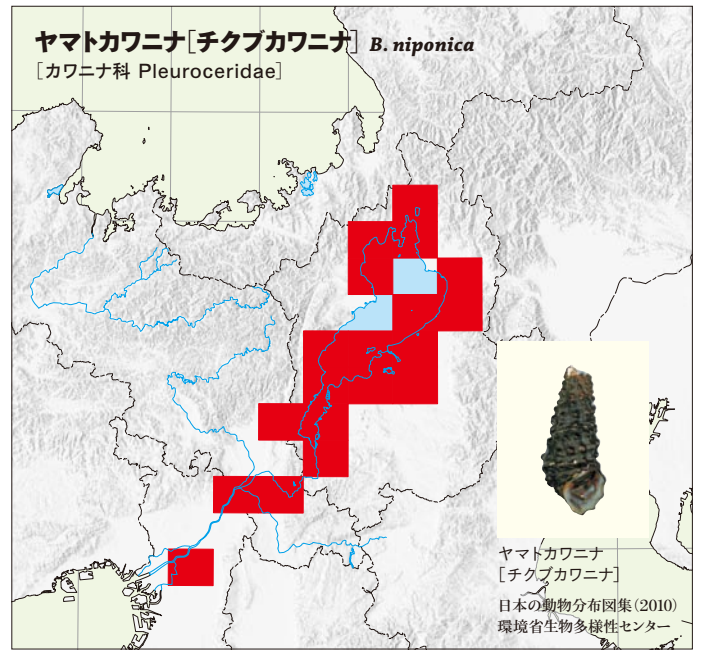 ヤマトカワニナ[チクブカワニナ] B. niponica
[カワニナ科 Pleuroceridae]
ヤマトカワニナ
[チクブカワニナ]
日本の動物分布図集(2010)
環境省生物多様性センター